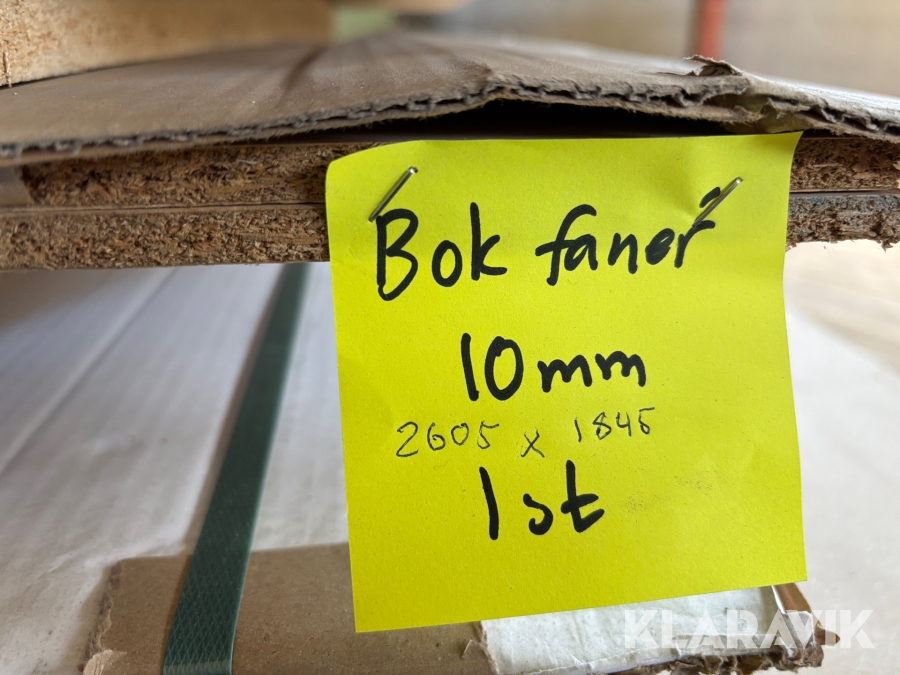 Bok faner
10mm
2605 x 1845
1st
KLARAVIK